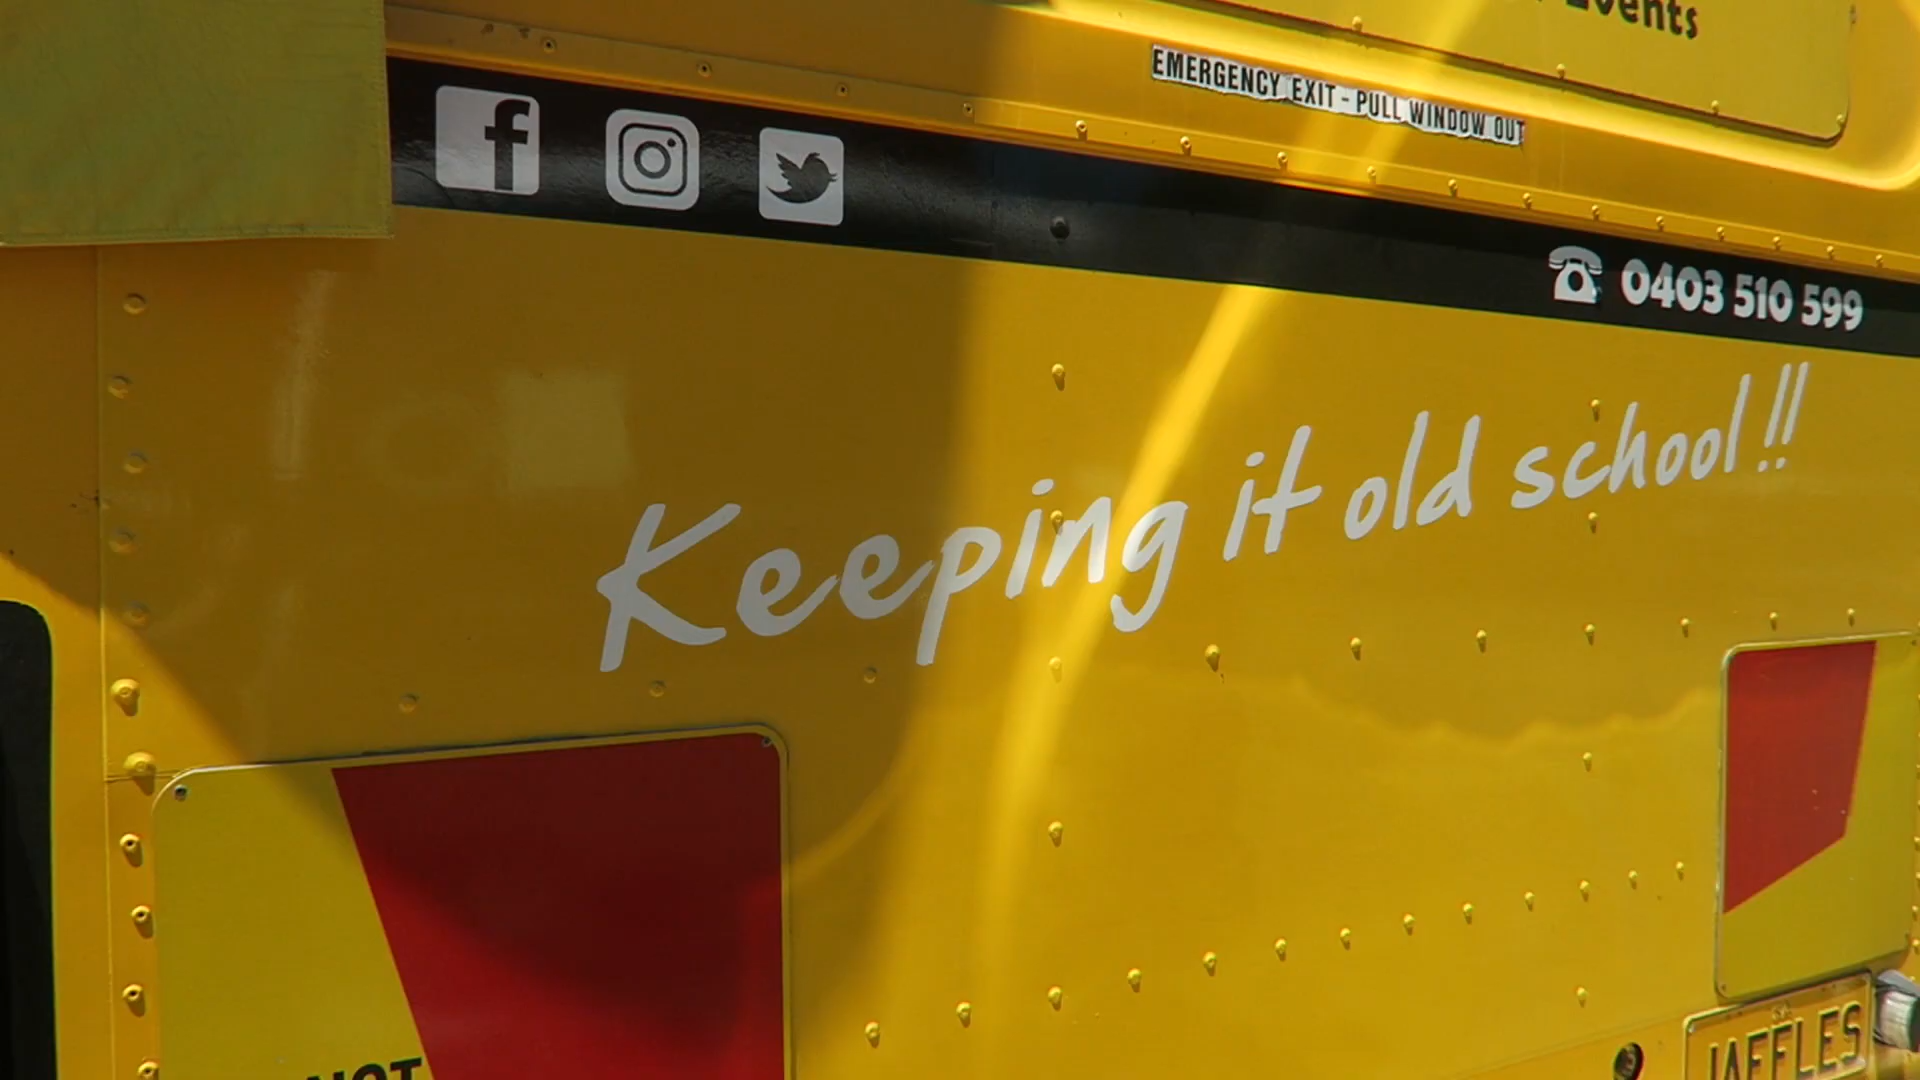 Events
EMERGENCY EXIT - PULL WINDOW OUT
0403 510 599
Keeping it old school!!
JAFFLES